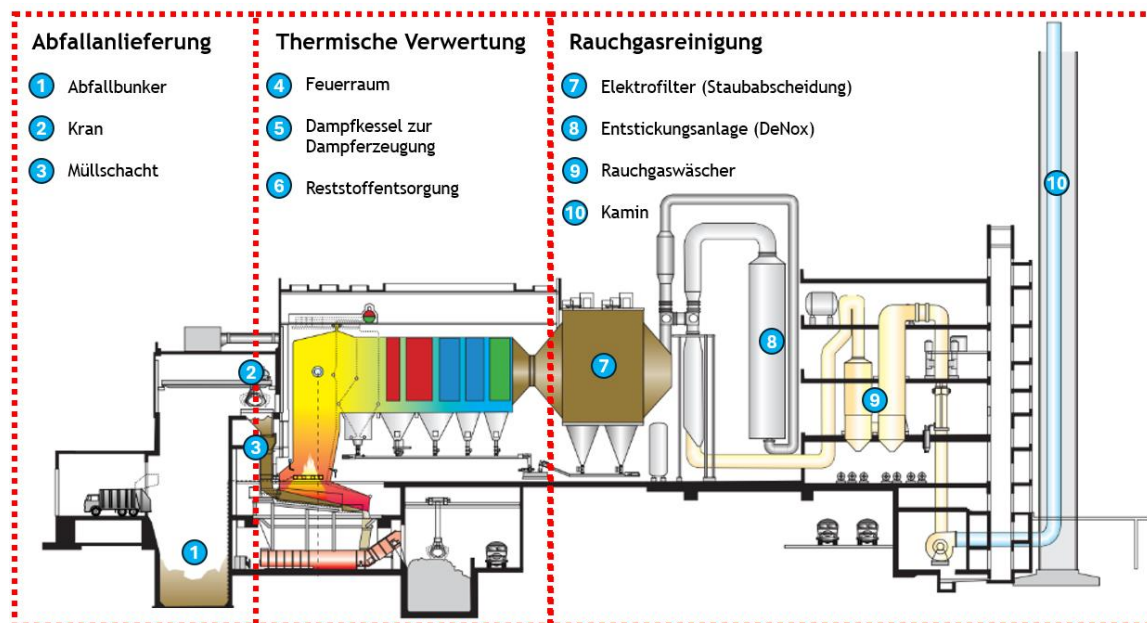 Abfallanlieferung
1 Abfallbunker
2 Kran
3 Müllschacht
Thermische Verwertung
4 Feuerraum
5 Dampfkessel zur
Dampferzeugung
6 Reststoffentsorgung
Rauchgasreinigung
7 Elektrofilter (Staubabscheidung)
8 Entstickungsanlage (DeNox)
9 Rauchgaswäscher
10 Kamin
10
8
7
2
9
3
1